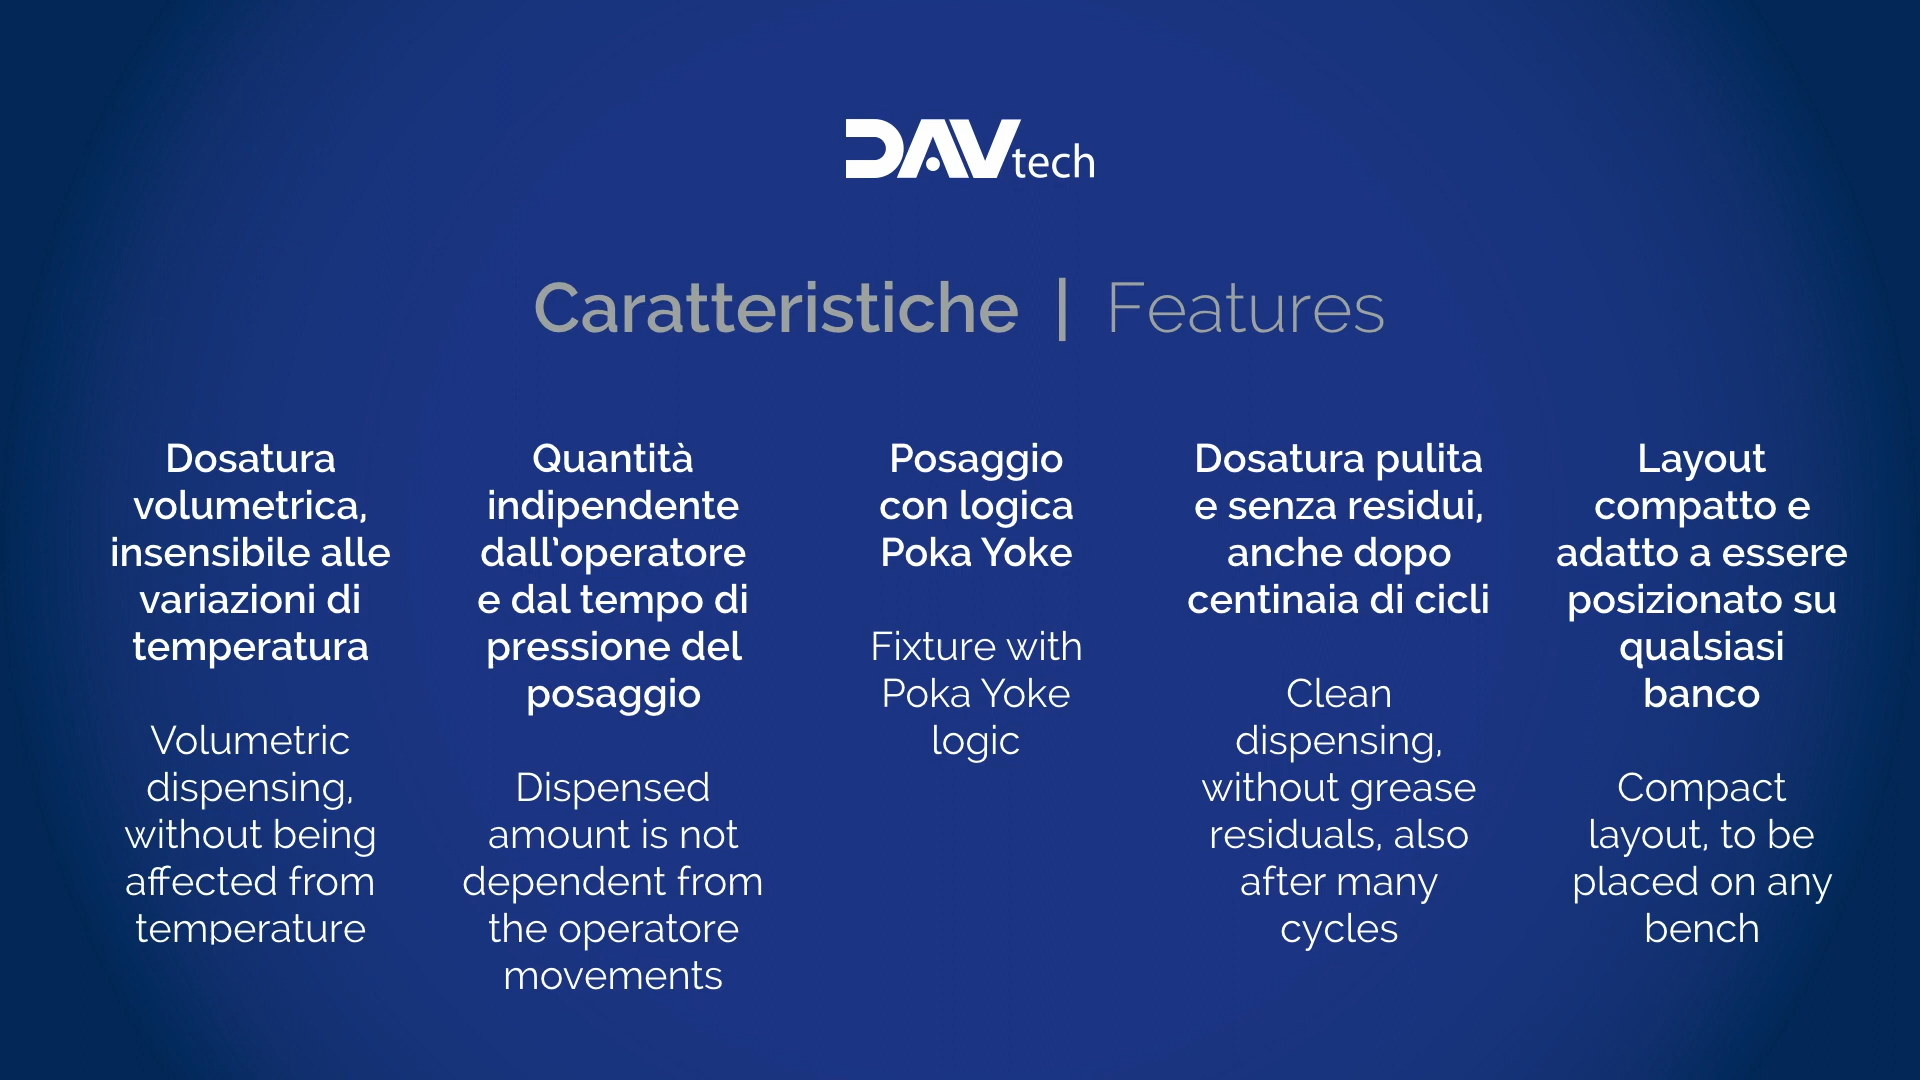 DAVtech
Caratteristiche | Features
Dosatura
volumetrica,
insensibile alle
variazioni di
temperatura
Volumetric
dispensing,
without being
affected from
temperature
Quantità
indipendente
dall’operatore
e dal tempo di
pressione del
posaggio
Dispensed
amount is not
dependent from
the operatore
movements
Posaggio
con logica
Poka Yoke
Fixture with
Poka Yoke
logic
Dosatura pulita
e senza residui,
anche dopo
centinaia di cicli
Clean
dispensing,
without grease
residuals, also
after many
cycles
Layout
compatto e
adatto a essere
posizionato su
qualsiasi
banco
Compact
layout, to be
placed on any
bench